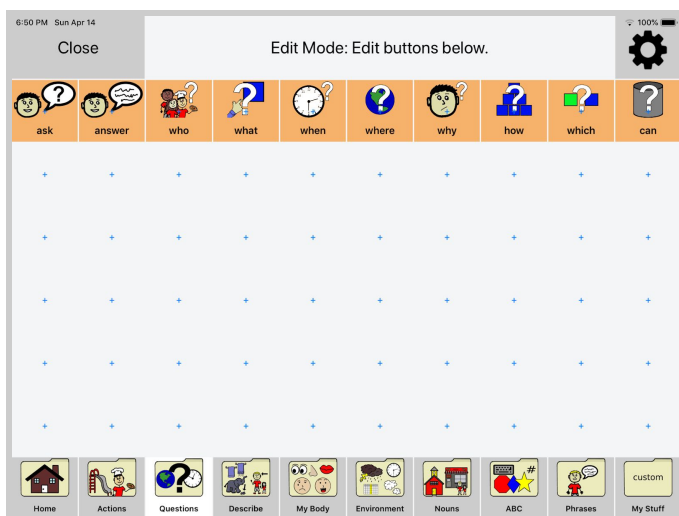 6:50 PM Sun Apr 14
100%
Close
Edit Mode: Edit buttons below.
? ? ? ? ? ? ? ? ?
ask answer who what when where why how which can
+ + + + + + + + + +
+ + + + + + + + + +
+ + + + + + + + + +
+ + + + + + + + + +
+ + + + + + + + + +
? # custom
Home Actions Questions Describe My Body Environment Nouns ABC Phrases My Stuff